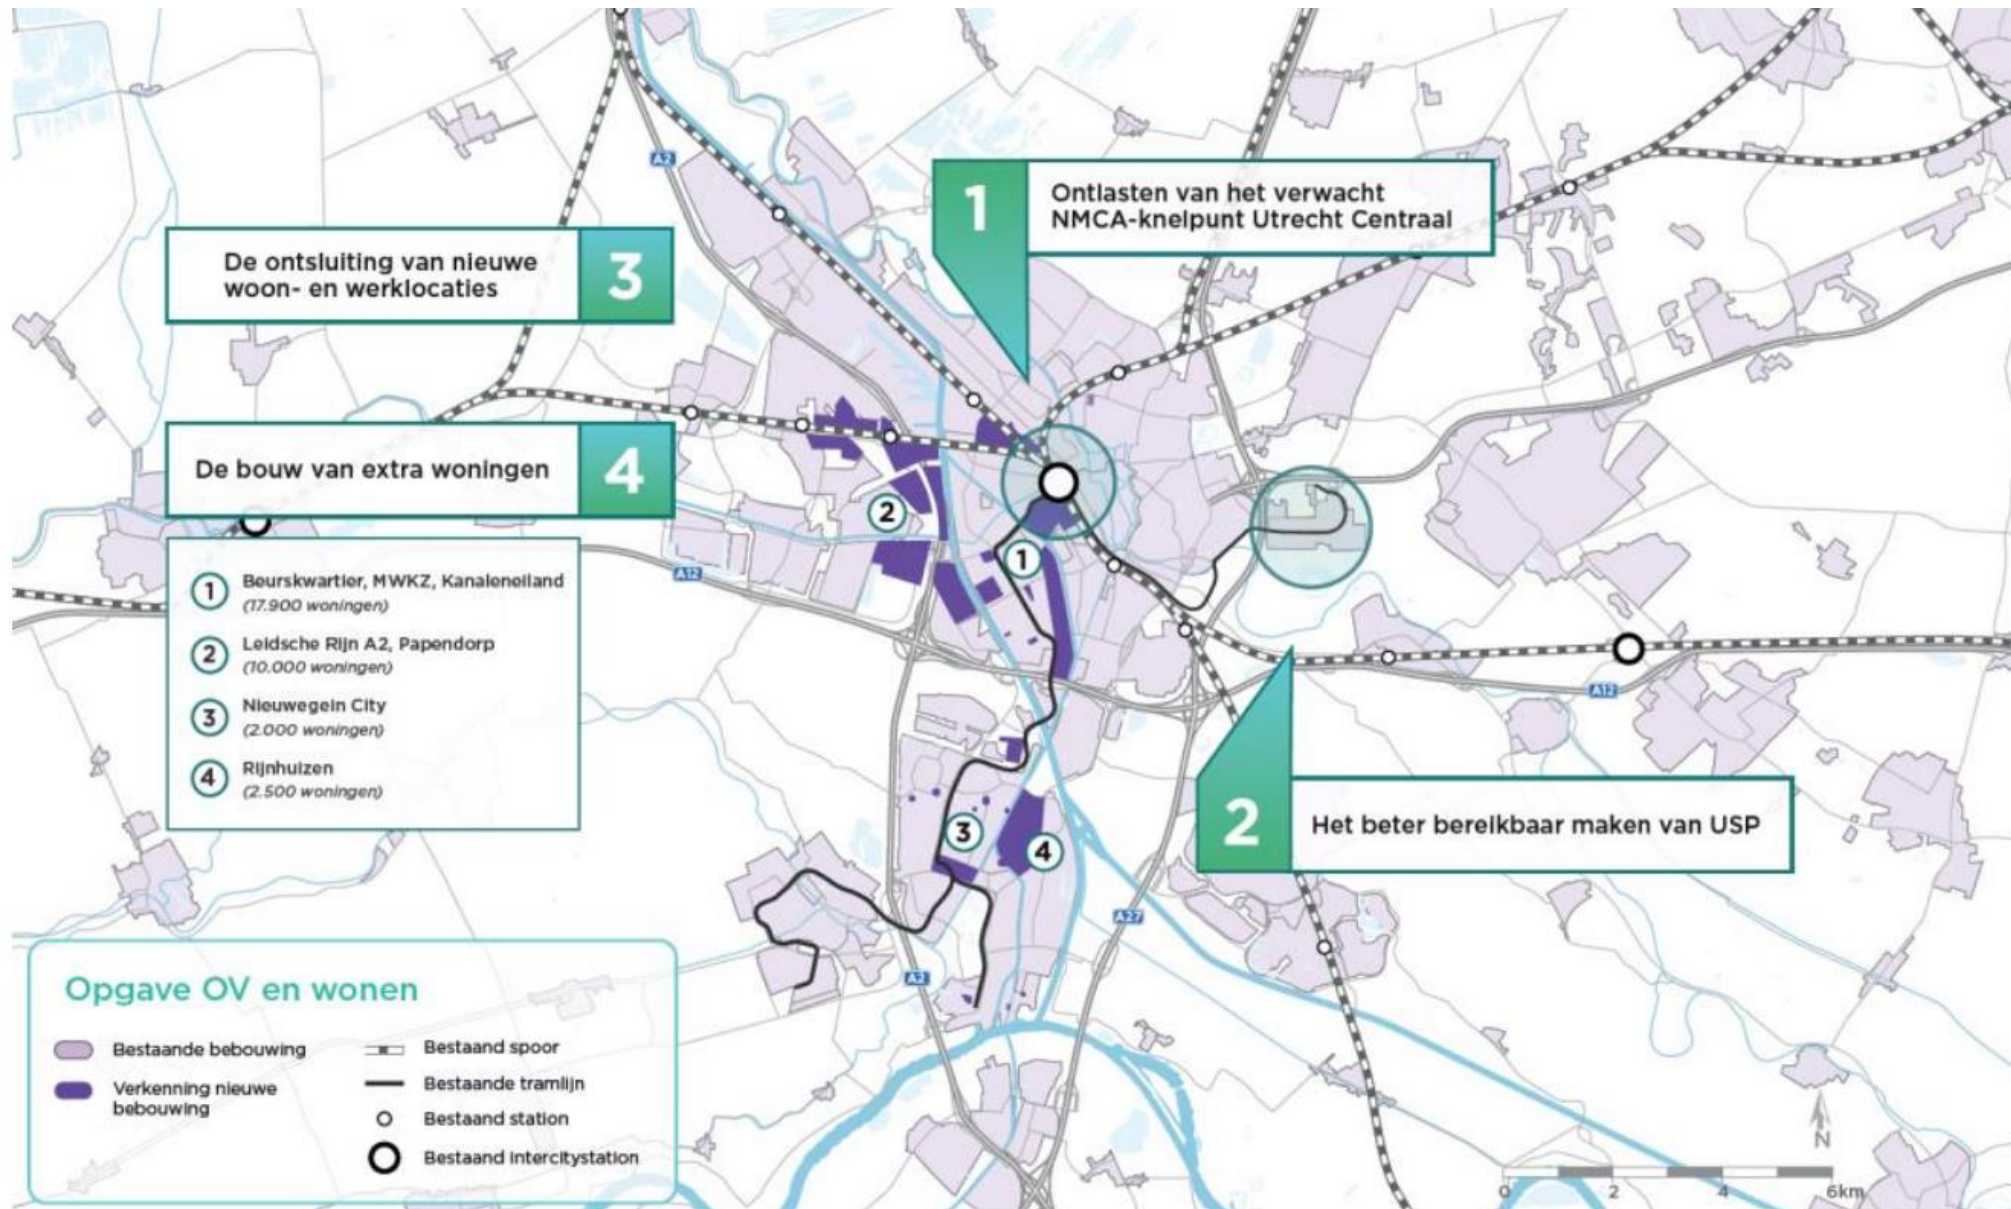 A2
1
Ontlasten van het verwacht
NMCA-knelpunt Utrecht Centraal
De ontsluiting van nieuwe
woon- en werklocaties
3
De bouw van extra woningen
4
2
1
A12
1 Beurskwartier, MWKZ, Kanaleneiland
(17.900 woningen)
2 Leidsche Rijn A2, Papendorp
(10.000 woningen)
3 Nieuwegein City
(2.000 woningen)
4 Rijnhuizen
(2.500 woningen)
A12
2
Het beter bereikbaar maken van USP
3
4
A27
A2
Opgave OV en wonen
Bestaande bebouwing
Verkenning nieuwe
bebouwing
Bestaand spoor
Bestaande tramlijn
Bestaand station
Bestaand intercitystation
N
0 2 4 6km